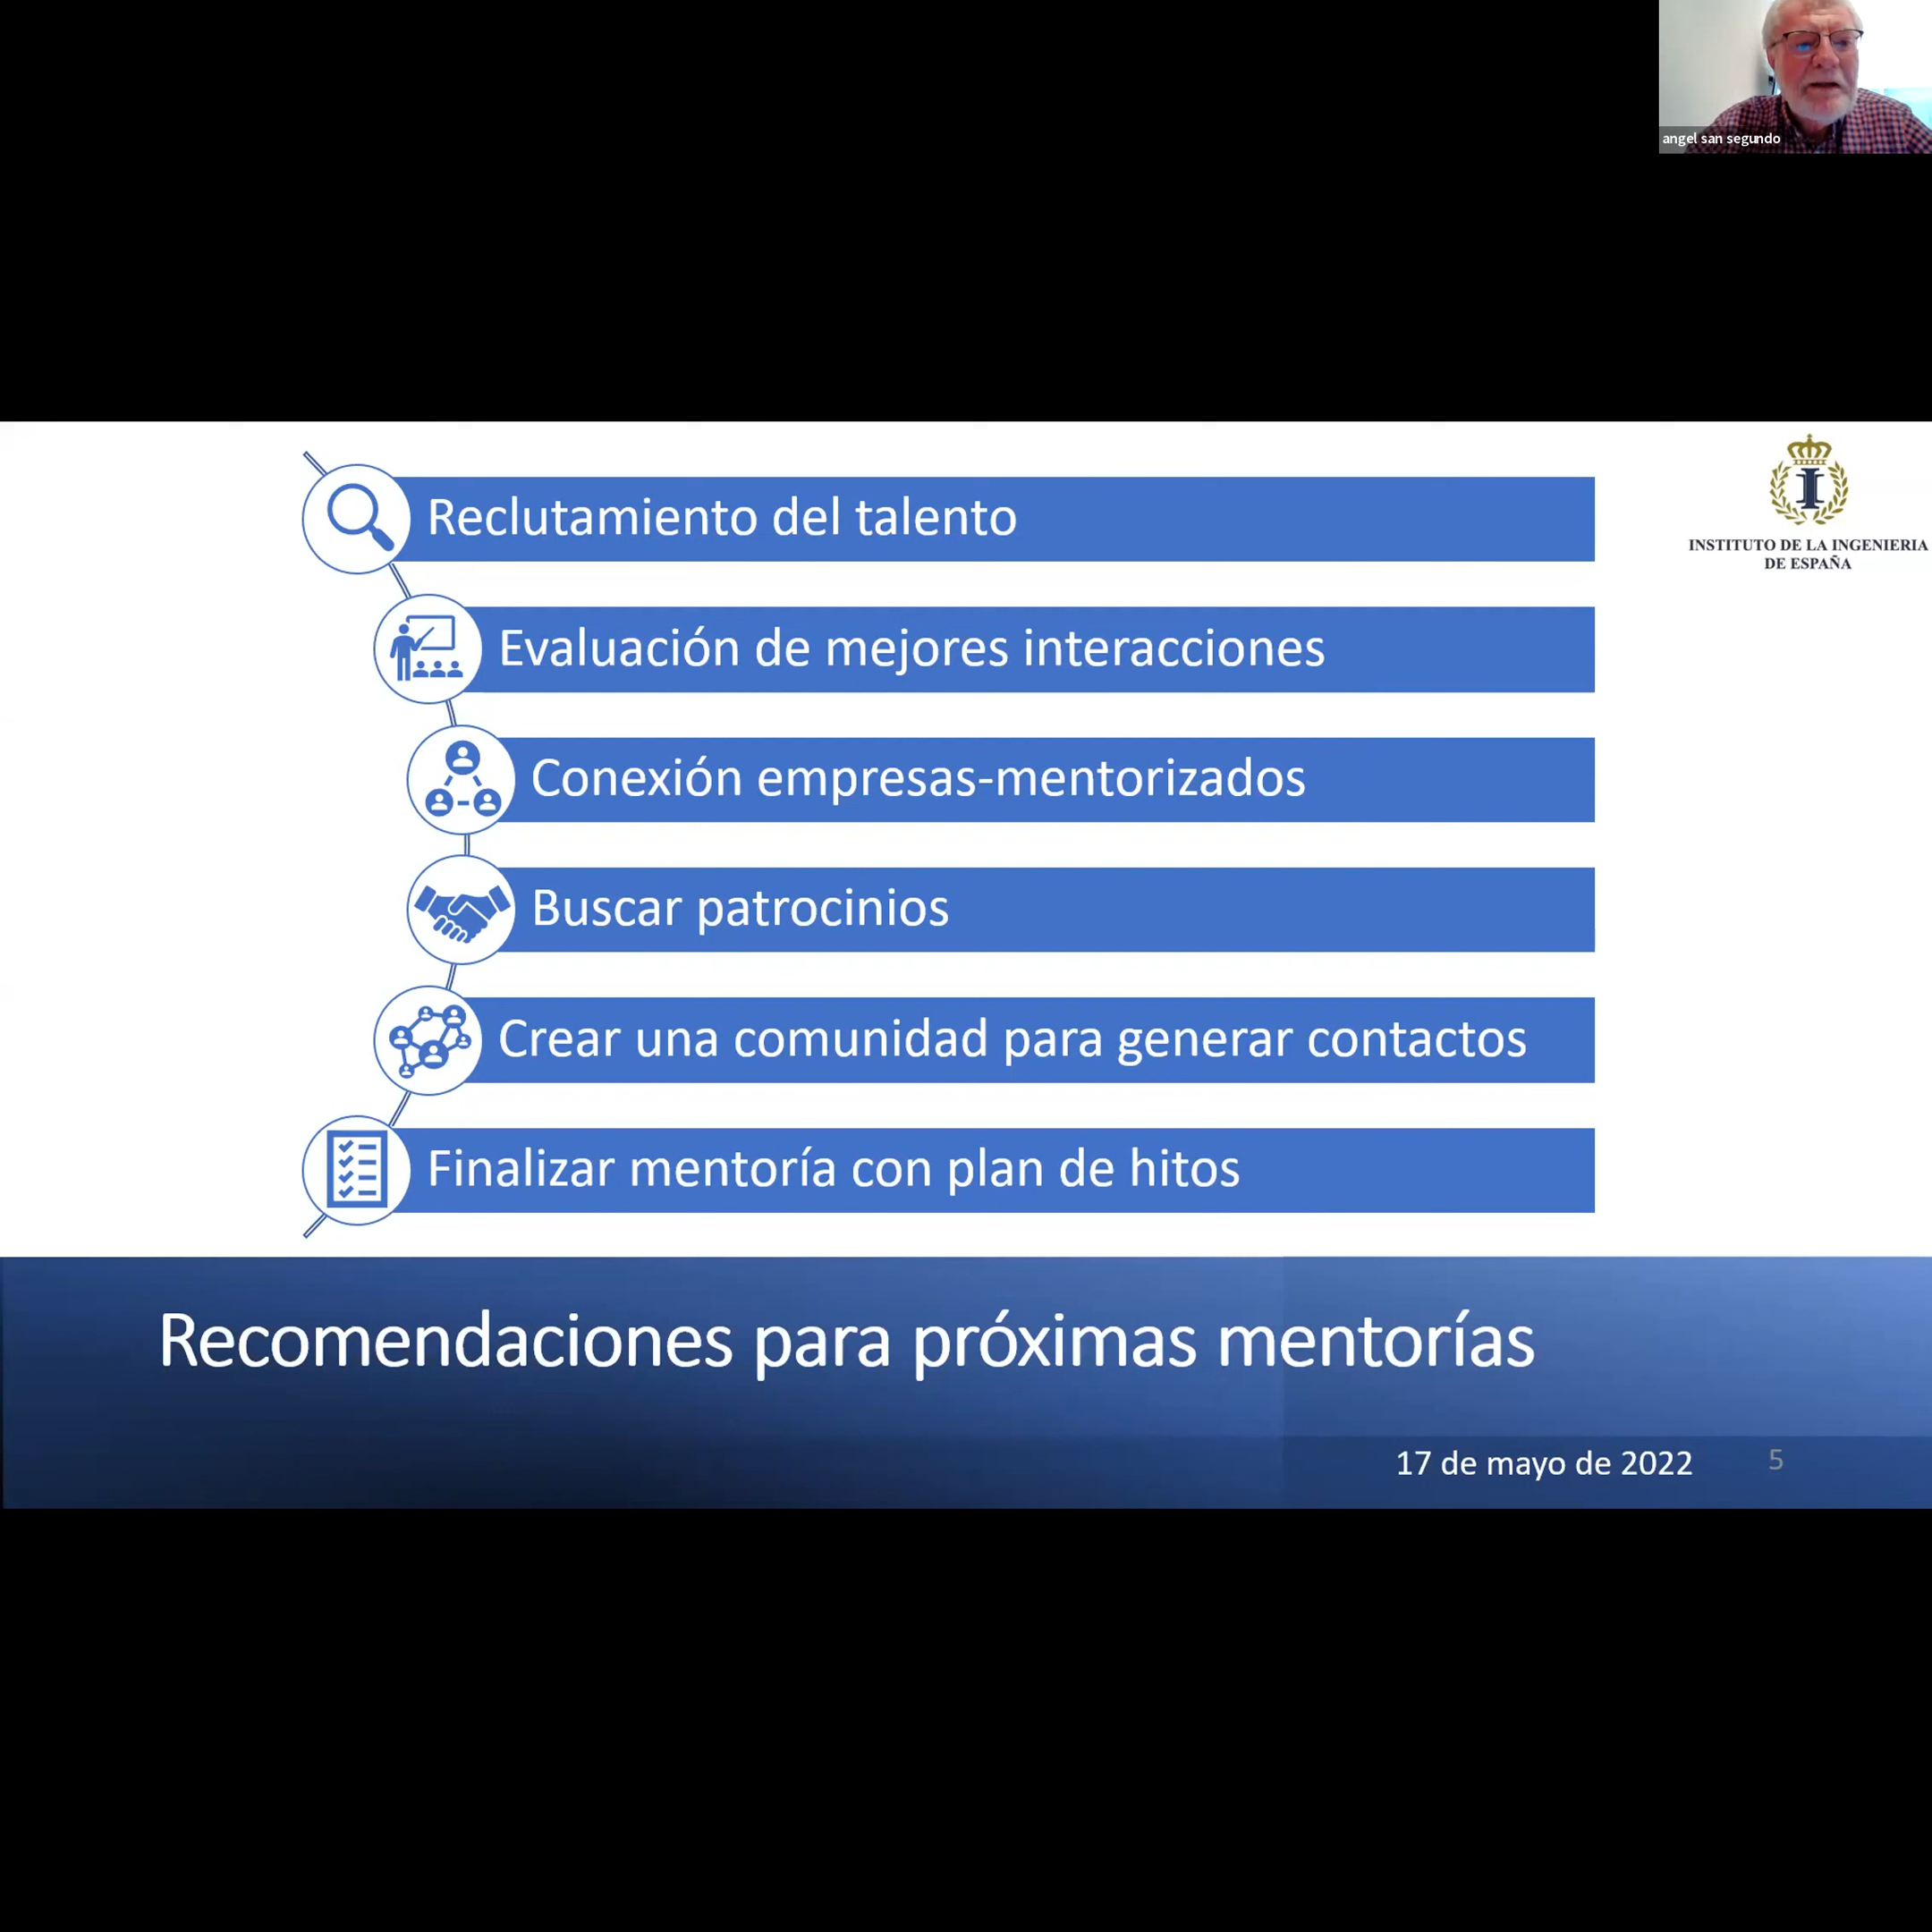 angel san segundo
Reclutamiento del talento
INSTITUTO DE LA INGENIERIA
DE ESPAÑA
Evaluación de mejores interacciones
Conexión empresas-mentorizados
Buscar patrocinios
Crear una comunidad para generar contactos
Finalizar mentoría con plan de hitos
Recomendaciones para próximas mentorías
17 de mayo de 2022 5